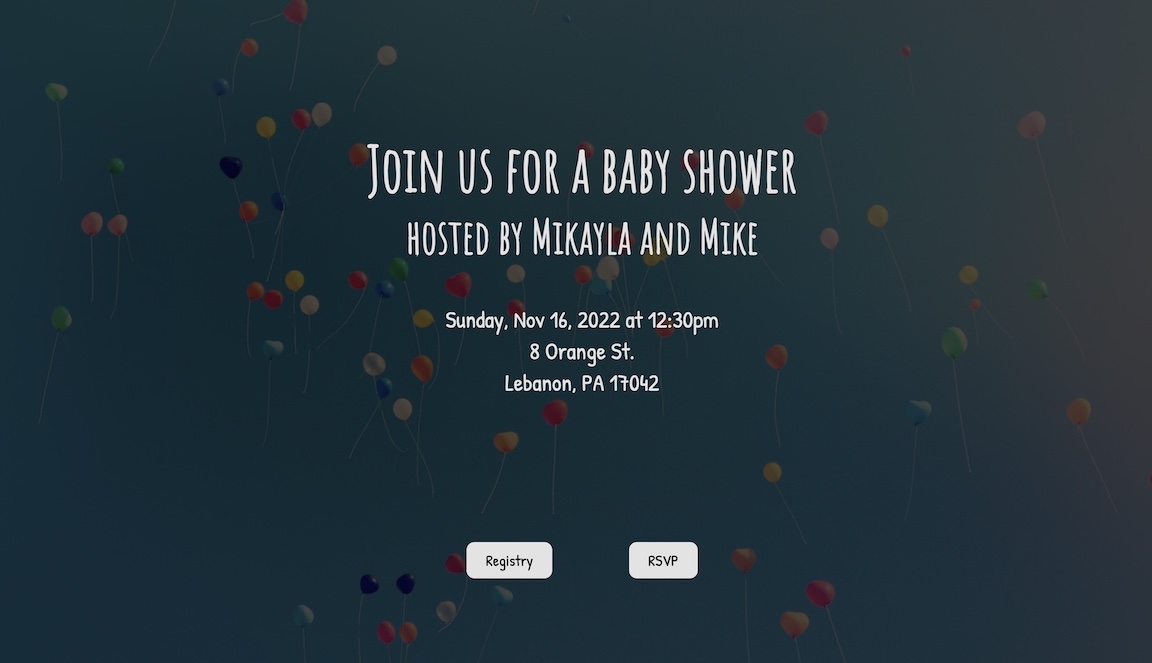 Join us for a baby shower
hosted by Mikayla and Mike
Sunday, Nov 16, 2022 at 12:30pm
8 Orange St.
Lebanon, PA 17042
Registry
RSVP